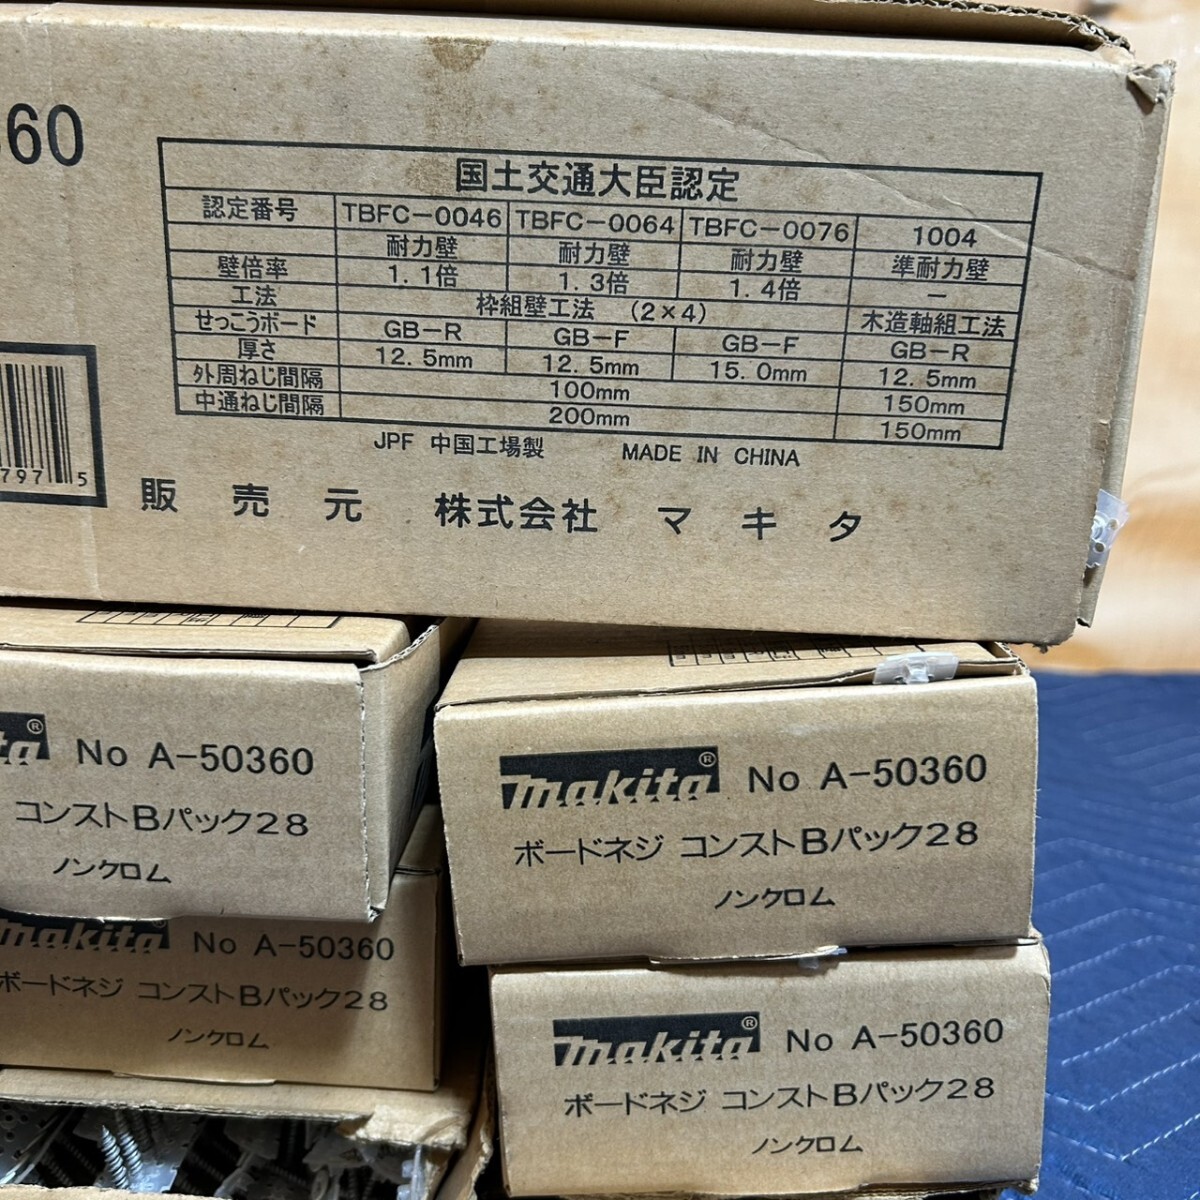 360
国土交通大臣認定
認定番号 TBFC-0046 TBFC-0064 TBFC-0076 1004
耐力壁 耐力壁 耐力壁 準耐力壁
壁倍率 1.1倍 1.3倍 1.4倍 -
工法 枠組壁工法 (2×4) 木造軸組工法
せっこうボード GB-R GB-F GB-F GB-R
厚さ 12.5mm 12.5mm 15.0mm 12.5mm
外周ねじ間隔 100mm 150mm
中通ねじ間隔 200mm 150mm
JPF 中国工場製 MADE IN CHINA
797 5
販売元 株式会社 マキタ
ta® No A-50360
コンストBパック28
ノンクロム
makita® No A-50360
ボードネジ コンストBパック28
ノンクロム
makita No A-50360
ボードネジ コンストBパック28
ノンクロム
makita® No A-50360
ボードネジ コンストBパック28
ノンクロム